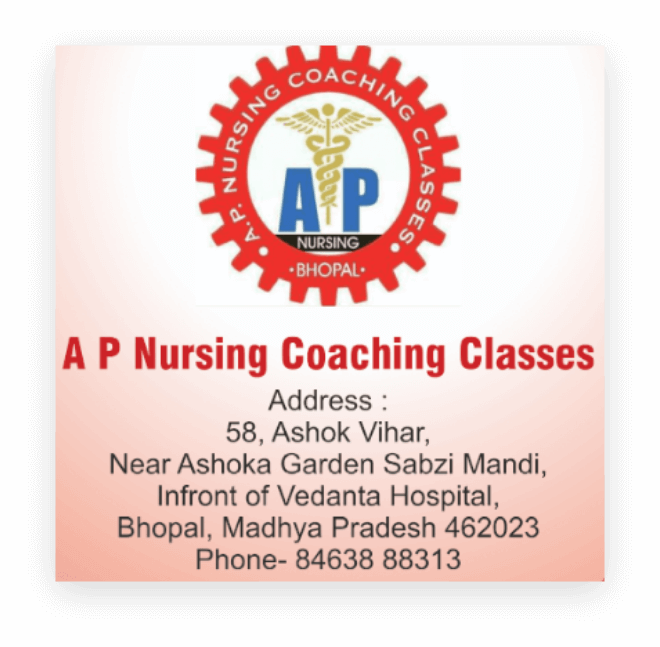 · A.P. NURSING COACHING CLASSES ·
AP
NURSING
·BHOPAL·
A P Nursing Coaching Classes
Address :
58, Ashok Vihar,
Near Ashoka Garden Sabzi Mandi,
Infront of Vedanta Hospital,
Bhopal, Madhya Pradesh 462023
Phone- 84638 88313